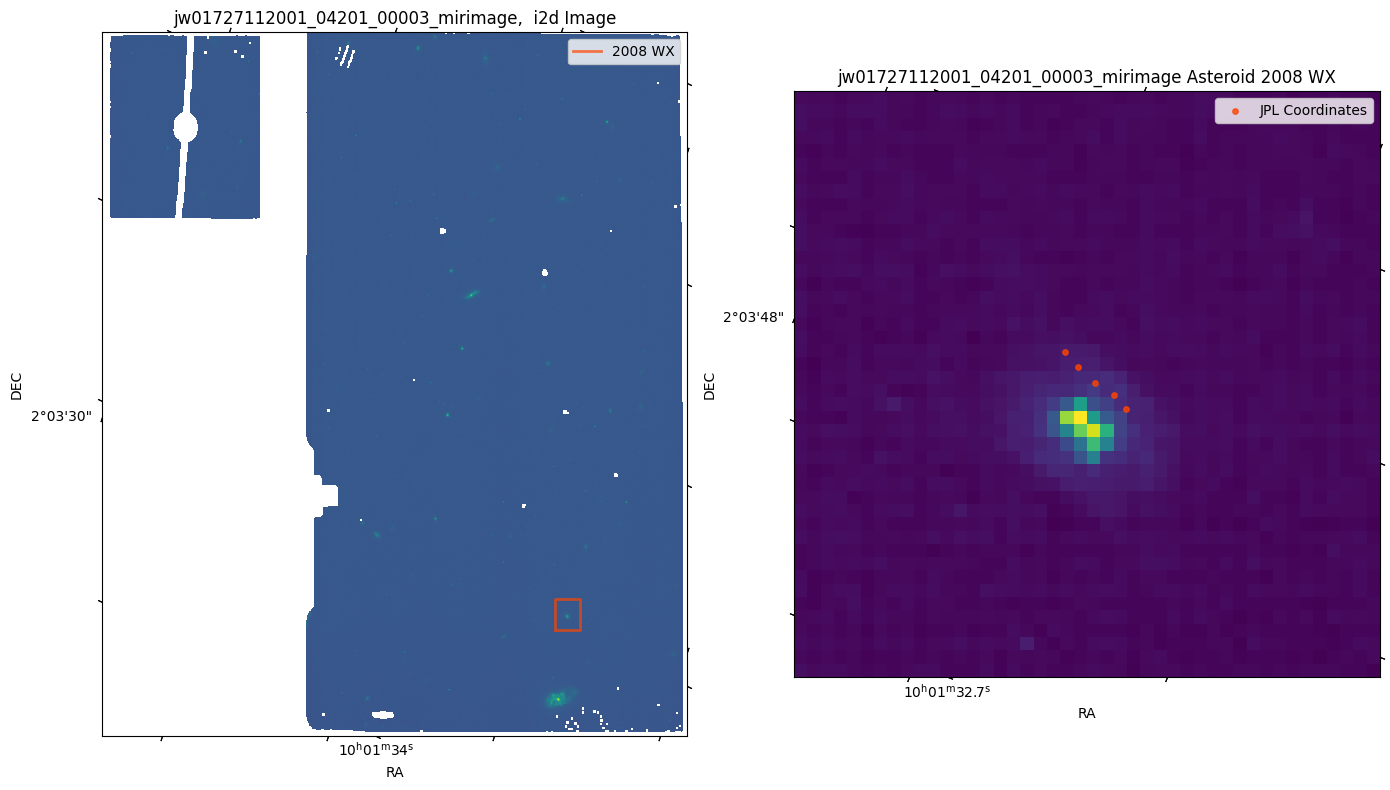 jw01727112001_04201_00003_mirimage,  i2d Image
2008 WX
DEC
2°03'30"
10ʰ01ᵐ34ˢ
RA
jw01727112001_04201_00003_mirimage Asteroid 2008 WX
JPL Coordinates
DEC
2°03'48"
10ʰ01ᵐ32.7ˢ
RA